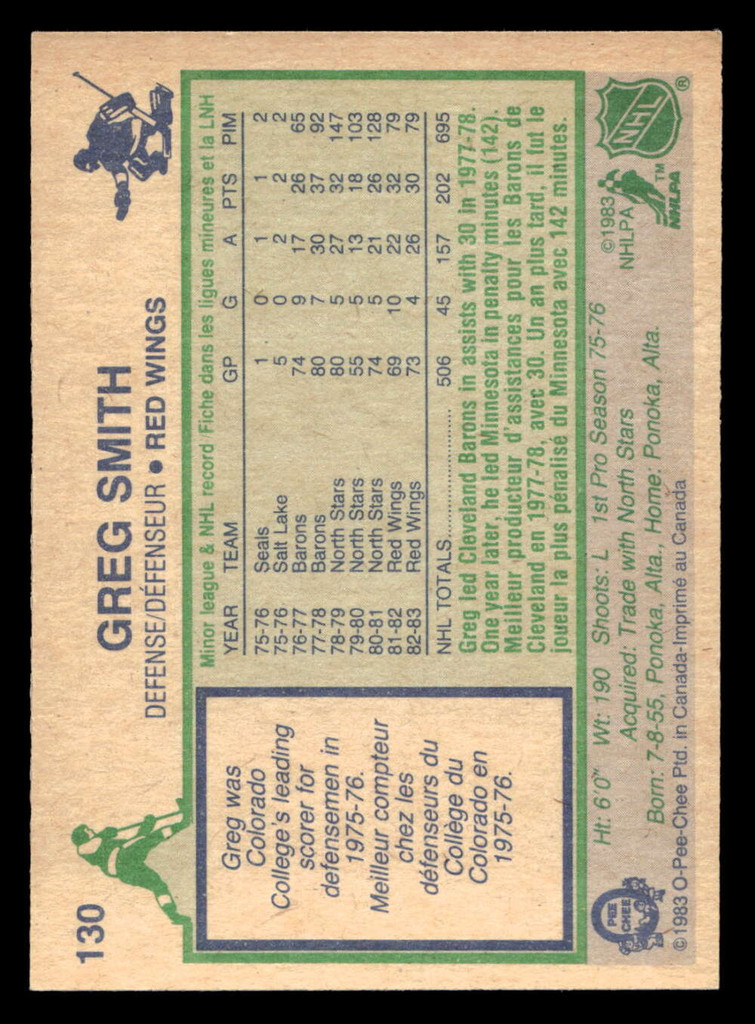 130
GREG SMITH
DEFENSE/DÉFENSEUR • RED WINGS
Greg was
Colorado
College's leading
scorer for
defensemen in
1975-76.
Meilleur compteur
chez les
défenseurs du
Collège du
Colorado en
1975-76.
Minor league & NHL record/Fiche dans les ligues mineures et la LNH
YEAR TEAM GP G A PTS PIM
75-76 Seals 1 0 1 1 2
75-76 Salt Lake 5 0 2 2 2
76-77 Barons 74 9 17 26 65
77-78 Barons 80 7 30 37 92
78-79 North Stars 80 5 27 32 147
79-80 North Stars 55 5 13 18 103
80-81 North Stars 74 5 21 26 128
81-82 Red Wings 69 10 22 32 79
82-83 Red Wings 73 4 26 30 79
NHL TOTALS.................... 506 45 157 202 695
Greg led Cleveland Barons in assists with 30 in 1977-78.
One year later, he led Minnesota in penalty minutes (142).
Meilleur producteur d'assistances pour les Barons de
Cleveland en 1977-78, avec 30. Un an plus tard, il fut le
joueur la plus pénalisé du Minnesota avec 142 minutes.
Ht: 6'0" Wt: 190 Shoots: L 1st Pro Season 75-76
Acquired: Trade with North Stars
Born: 7-8-55, Ponoka, Alta., Home: Ponoka, Alta.
©1983 O-Pee-Chee Ptd. in Canada-Imprimé au Canada
O
PEE
CHEE
©1983
NHLPA
NHLPA
™
NHL
®